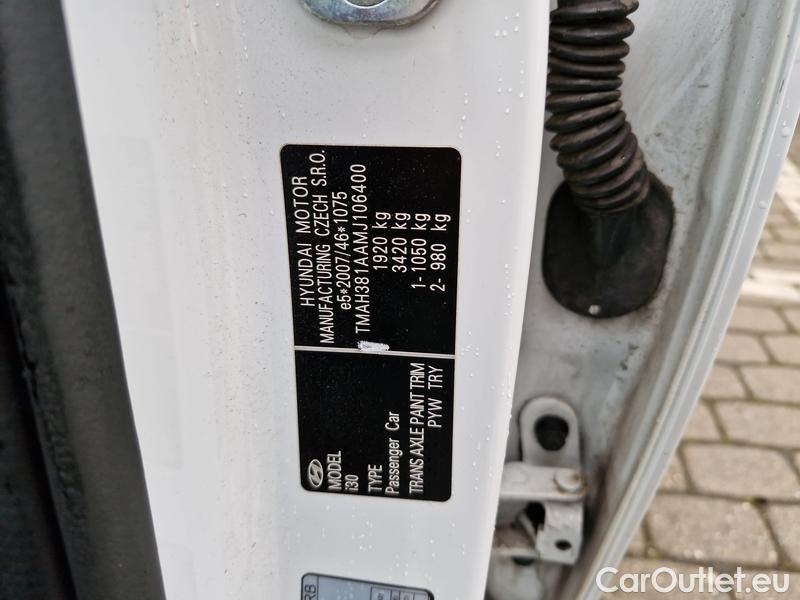 HYUNDAI MOTOR
MANUFACTURING CZECH S.R.O.
e5*2007/46*1075
TMAH381AAMJ106400
1920 kg
3420 kg
1- 1050 kg
2- 980 kg
MODEL
i30
TYPE
Passenger Car
TRANS AXLE PAINT TRIM
PYW TRY
RB
CarOutlet.eu